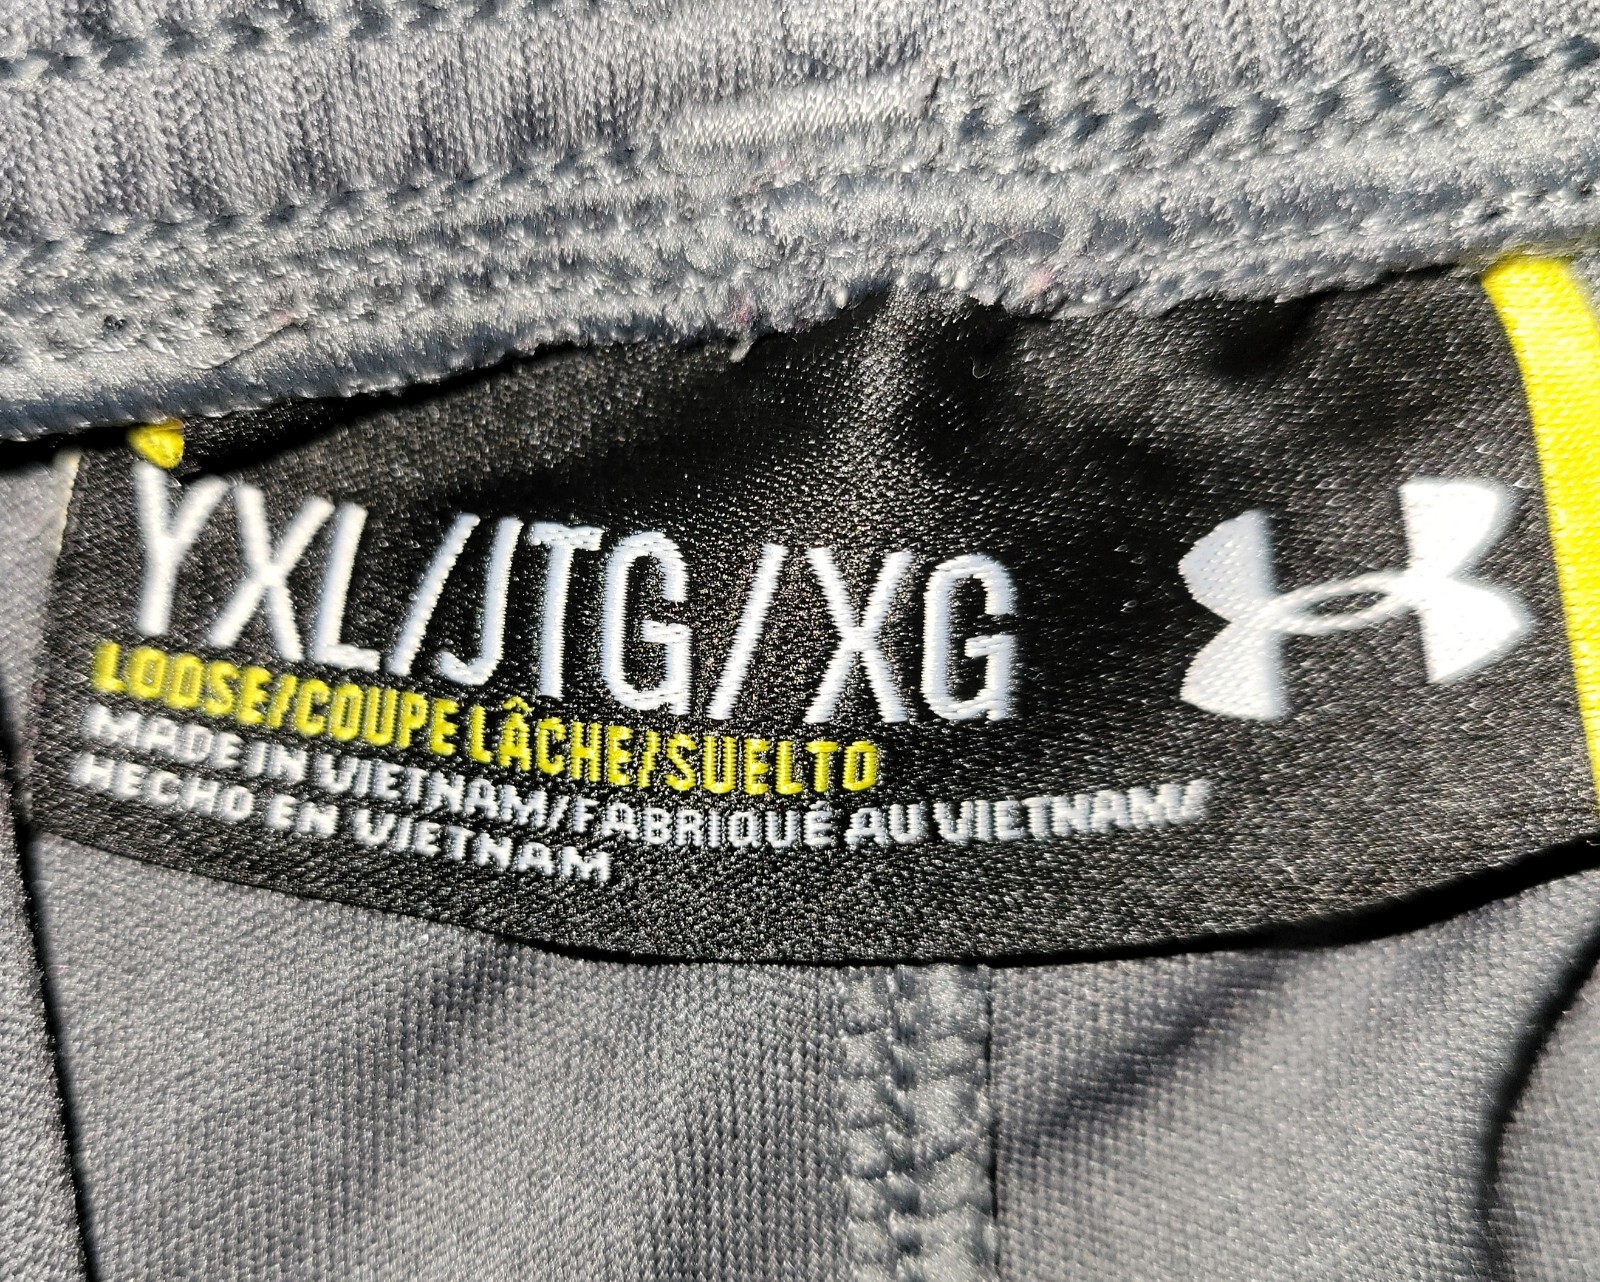 YXL/JTG/XG
LOOSE/COUPE LÂCHE/SUELTO
MADE IN VIETNAM/FABRIQUÉ AU VIETNAM/
HECHO EN VIETNAM